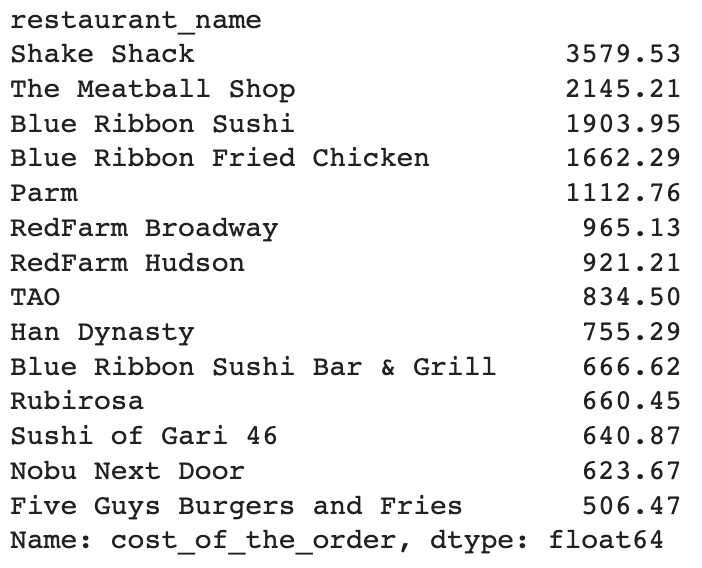 restaurant_name
Shake Shack 3579.53
The Meatball Shop 2145.21
Blue Ribbon Sushi 1903.95
Blue Ribbon Fried Chicken 1662.29
Parm 1112.76
RedFarm Broadway 965.13
RedFarm Hudson 921.21
TAO 834.50
Han Dynasty 755.29
Blue Ribbon Sushi Bar & Grill 666.62
Rubirosa 660.45
Sushi of Gari 46 640.87
Nobu Next Door 623.67
Five Guys Burgers and Fries 506.47
Name: cost_of_the_order, dtype: float64